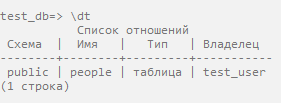 test_db=> \dt
Список отношений
Схема | Имя | Тип | Владелец
--------+--------+---------+-----------
public | people | таблица | test_user
(1 строка)